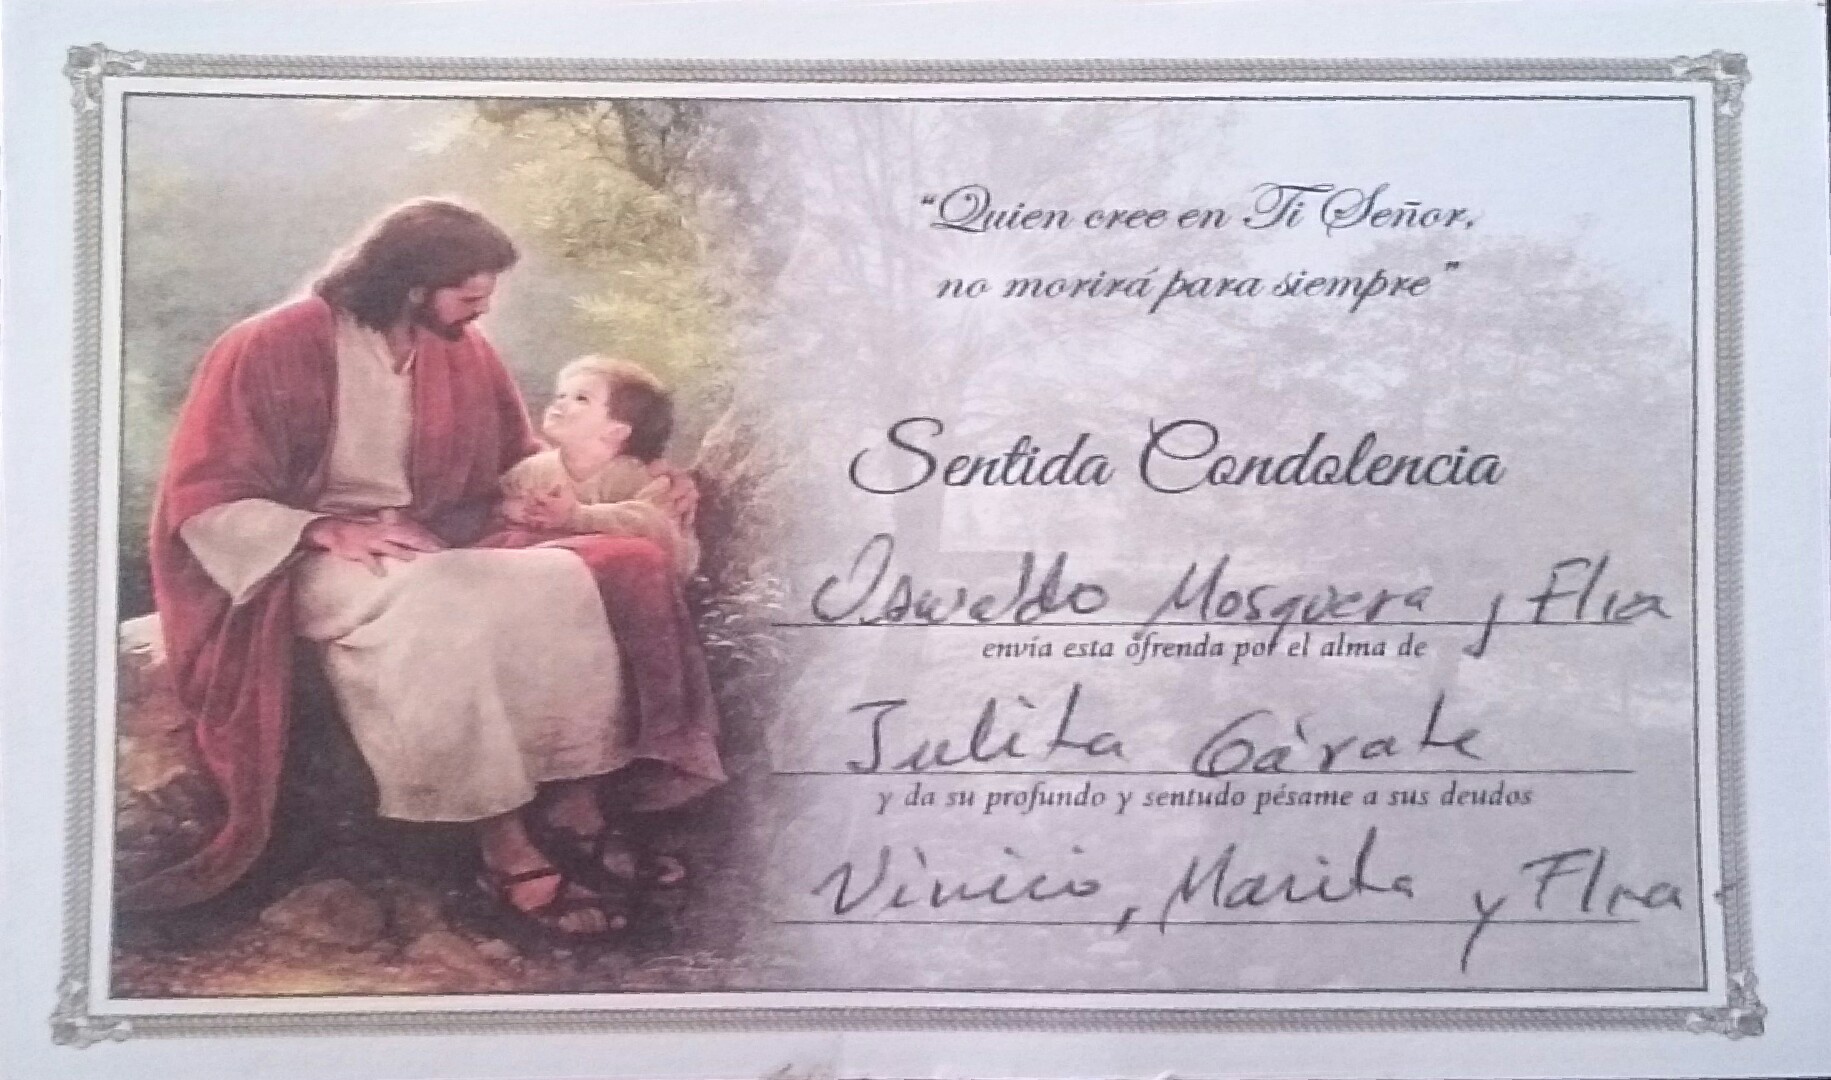 “Quien cree en Ti Señor,
no morirá para siempre”
Sentida Condolencia
Oswaldo Mosquera y Flia
envía esta ofrenda por el alma de
Julita Gárate
y da su profundo y sentudo pésame a sus deudos
Vinicio, Marita y Flia.